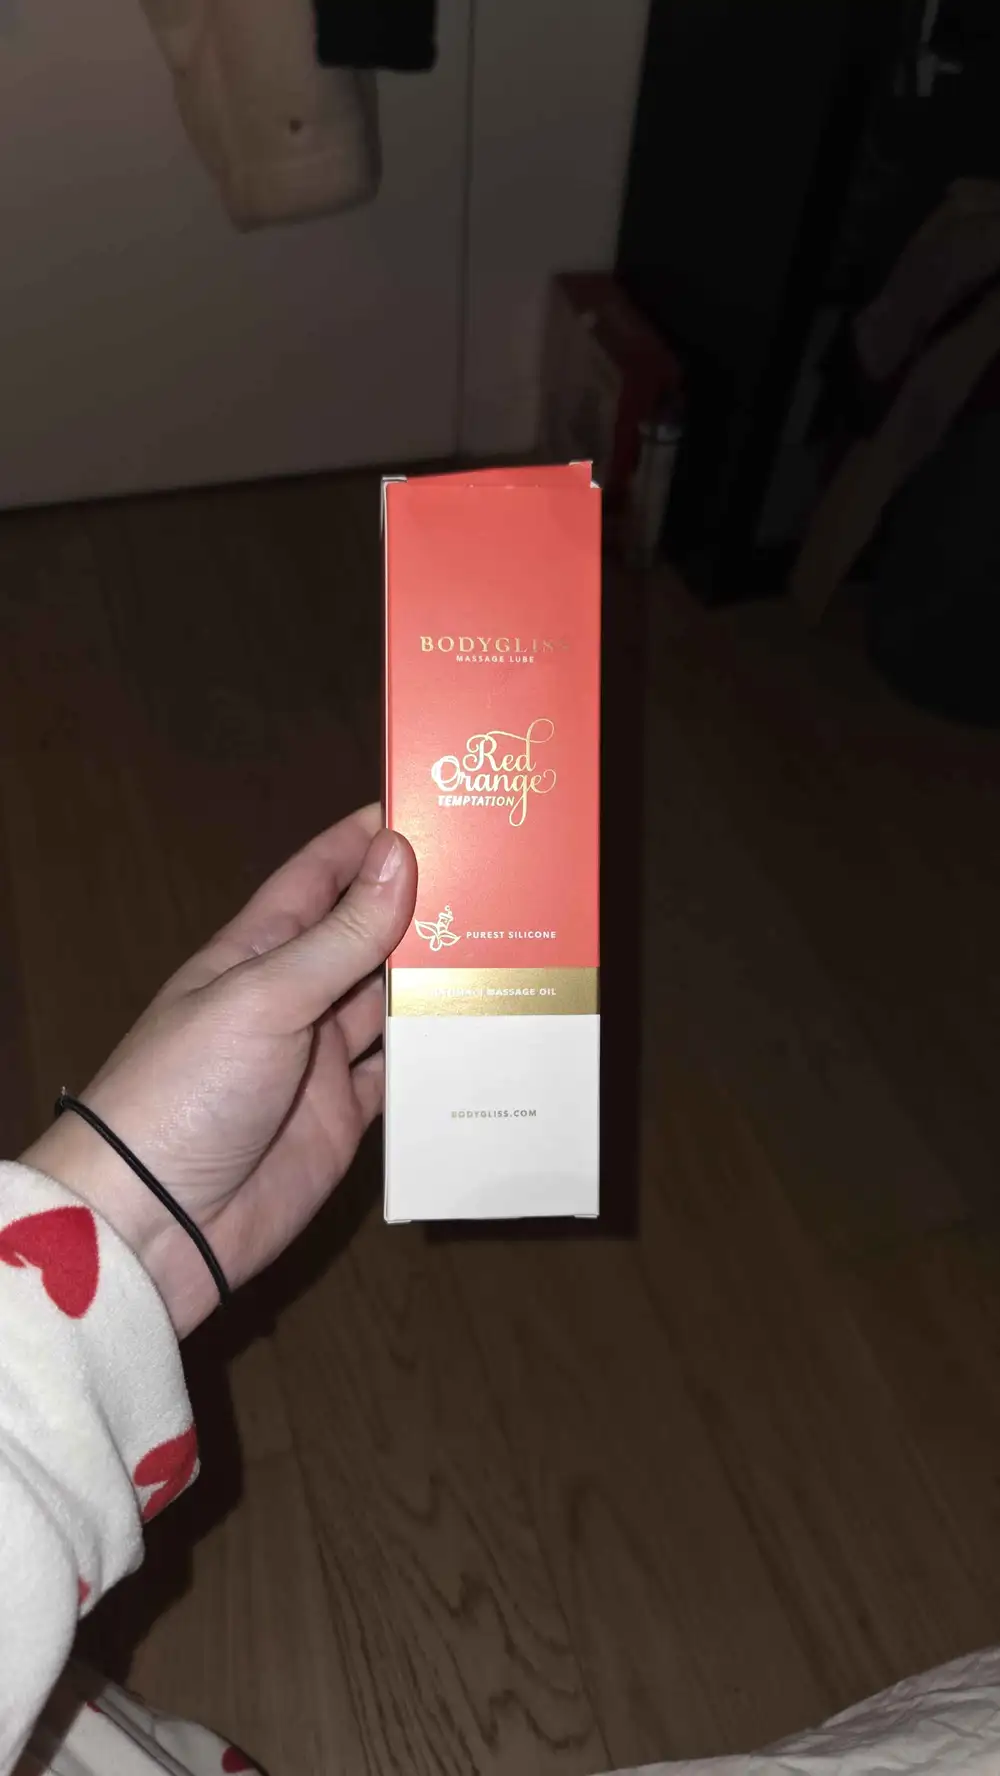 BODYGLISS
MASSAGE LUBE
Red
Orange
TEMPTATION
PUREST SILICONE
MASSAGE OIL
BODYGLISS.COM